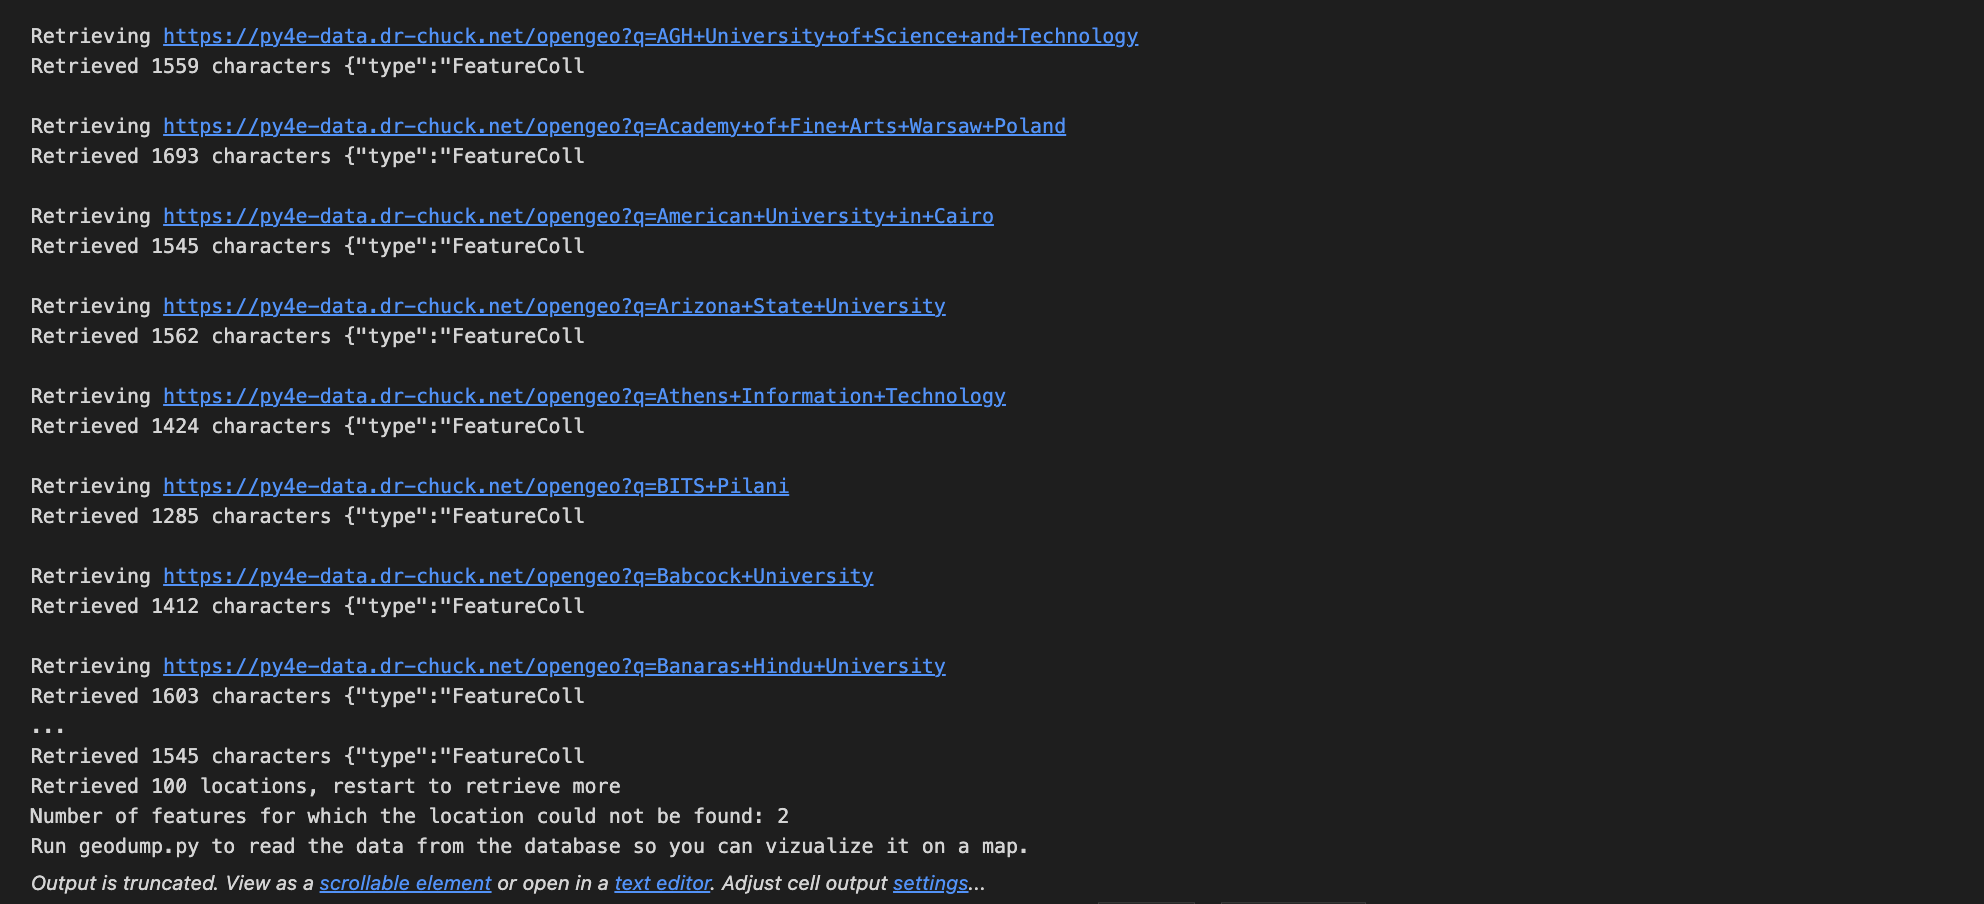 Retrieving https://py4e-data.dr-chuck.net/opengeo?q=AGH+University+of+Science+and+Technology
Retrieved 1559 characters {"type":"FeatureColl
Retrieving https://py4e-data.dr-chuck.net/opengeo?q=Academy+of+Fine+Arts+Warsaw+Poland
Retrieved 1693 characters {"type":"FeatureColl
Retrieving https://py4e-data.dr-chuck.net/opengeo?q=American+University+in+Cairo
Retrieved 1545 characters {"type":"FeatureColl
Retrieving https://py4e-data.dr-chuck.net/opengeo?q=Arizona+State+University
Retrieved 1562 characters {"type":"FeatureColl
Retrieving https://py4e-data.dr-chuck.net/opengeo?q=Athens+Information+Technology
Retrieved 1424 characters {"type":"FeatureColl
Retrieving https://py4e-data.dr-chuck.net/opengeo?q=BITS+Pilani
Retrieved 1285 characters {"type":"FeatureColl
Retrieving https://py4e-data.dr-chuck.net/opengeo?q=Babcock+University
Retrieved 1412 characters {"type":"FeatureColl
Retrieving https://py4e-data.dr-chuck.net/opengeo?q=Banaras+Hindu+University
Retrieved 1603 characters {"type":"FeatureColl
...
Retrieved 1545 characters {"type":"FeatureColl
Retrieved 100 locations, restart to retrieve more
Number of features for which the location could not be found: 2
Run geodump.py to read the data from the database so you can vizualize it on a map.
Output is truncated. View as a scrollable element or open in a text editor. Adjust cell output settings...